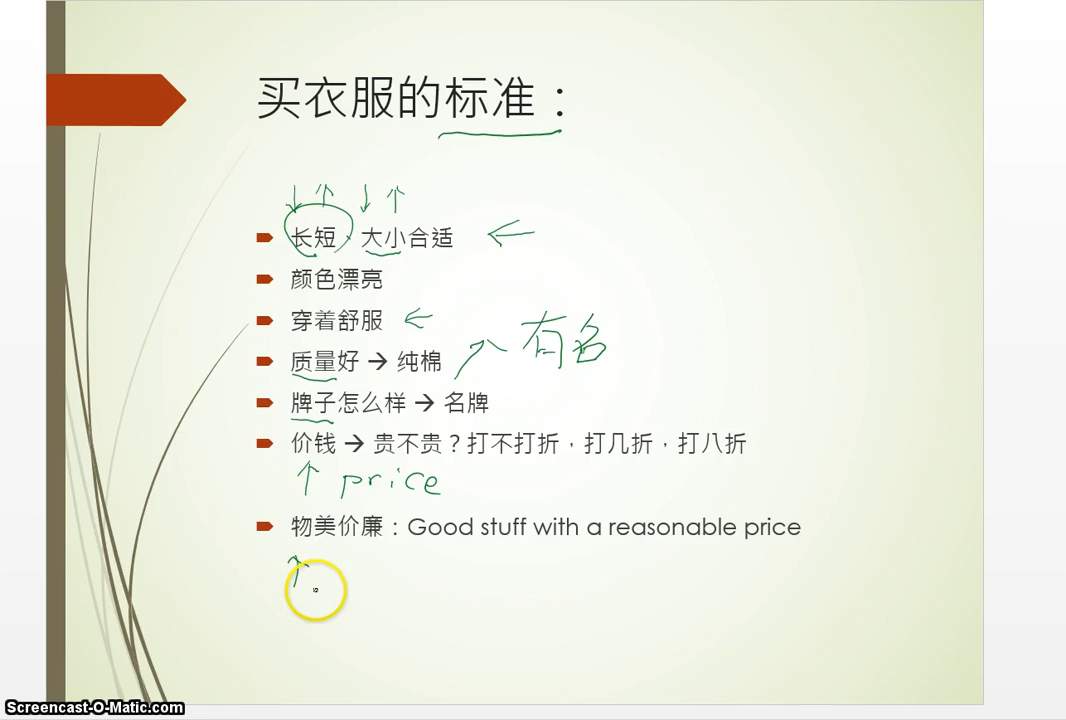 买衣服的标准：
长短，大小合适
颜色漂亮
穿着舒服
有名
质量好 → 纯棉
牌子怎么样 → 名牌
价钱 → 贵不贵？打不打折，打几折，打八折
price
物美价廉：Good stuff with a reasonable price
Screencast-O-Matic.com